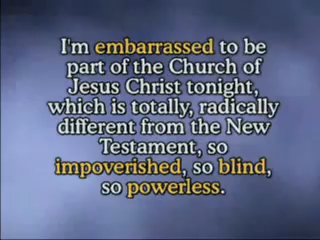 I'm embarrassed to be
part of the Church of
Jesus Christ tonight,
which is totally, radically
different from the New
Testament, so
impoverished, so blind,
so powerless.